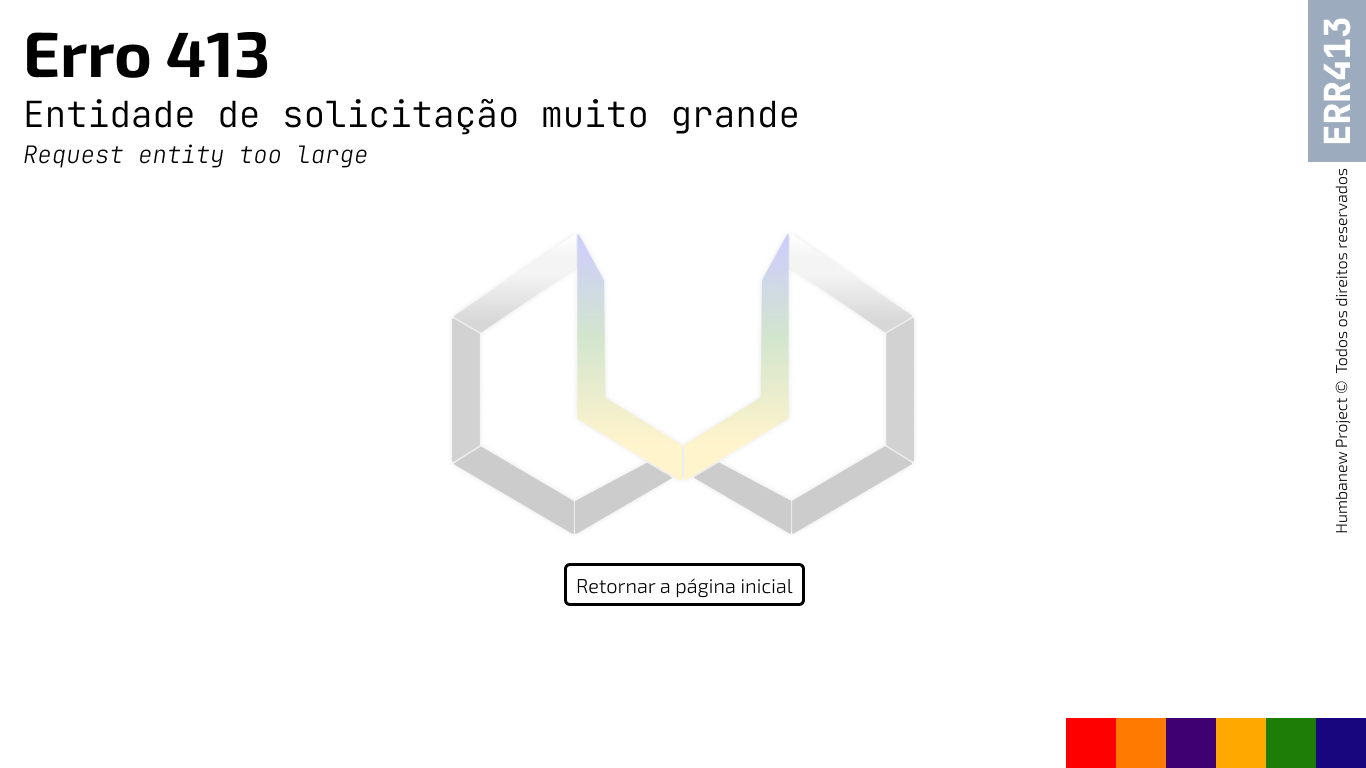 Erro 413
Entidade de solicitação muito grande
Request entity too large
ERR413
Humbanew Project © Todos os direitos reservados
Retornar a página inicial